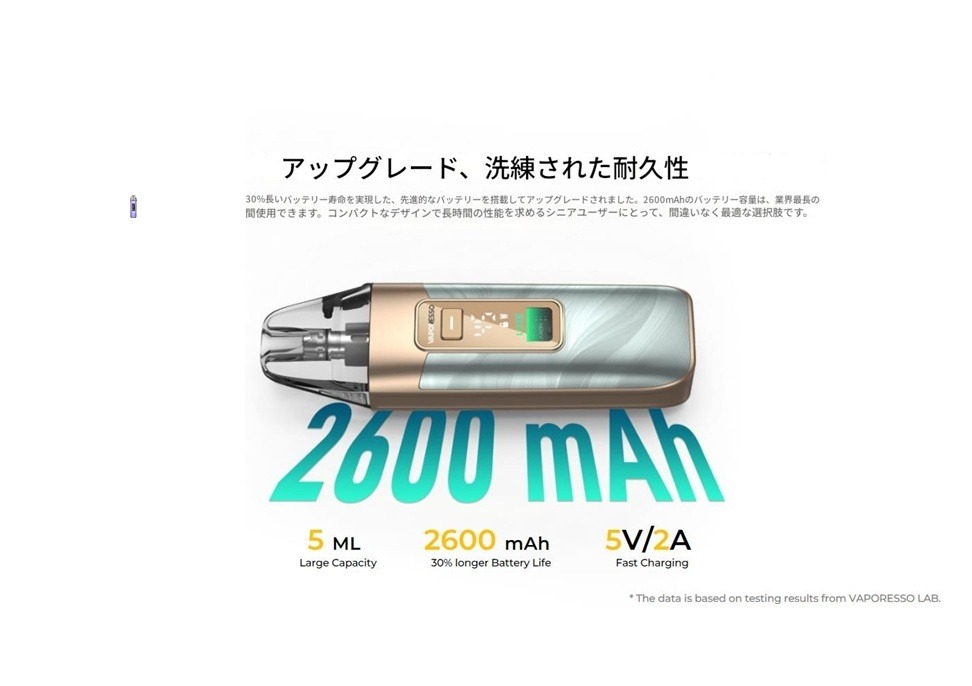 アップグレード、洗練された耐久性
30%長いバッテリー寿命を実現した、先進的なバッテリーを搭載してアップグレードされました。2600mAhのバッテリー容量は、業界最長の
間使用できます。コンパクトなデザインで長時間の性能を求めるシニアユーザーにとって、間違いなく最適な選択肢です。
VAPORESSO
2600 mAh
5 ML
Large Capacity
2600 mAh
30% longer Battery Life
5V/2A
Fast Charging
* The data is based on testing results from VAPORESSO LAB.